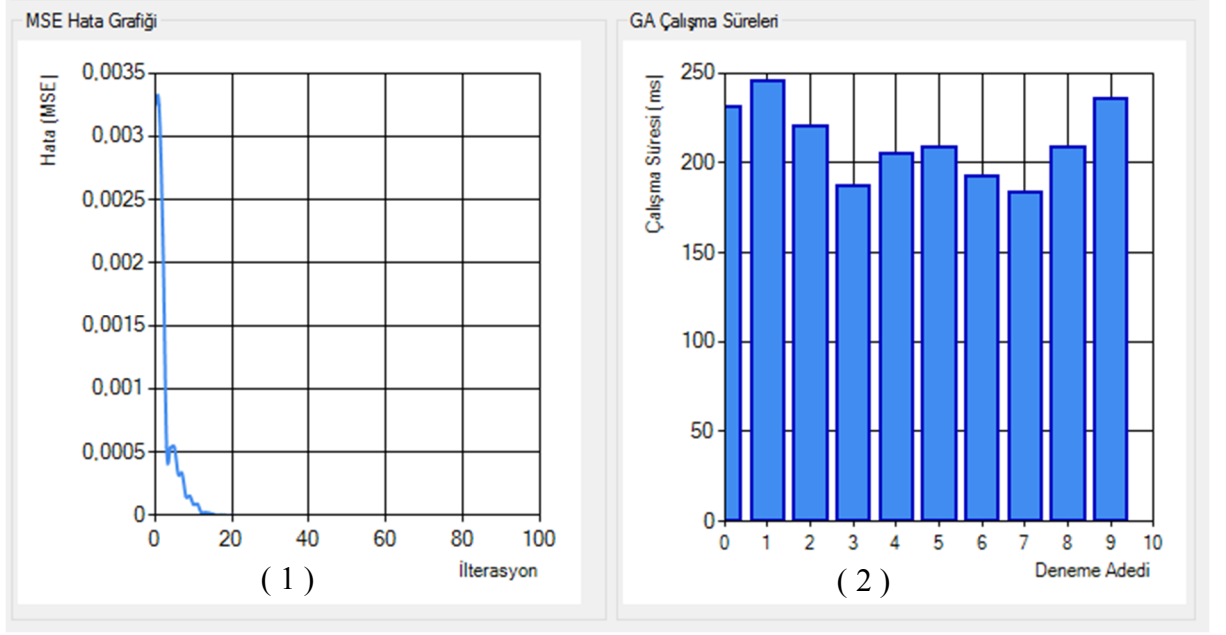 MSE Hata Grafiği
Hata (MSE)
0,0035
0,003
0,0025
0,002
0,0015
0,001
0,0005
0
0 20 40 60 80 100
İlterasyon
( 1 )
GA Çalışma Süreleri
Çalışma Süresi (ms)
250
200
150
100
50
0
0 1 2 3 4 5 6 7 8 9 10
Deneme Adedi
( 2 )